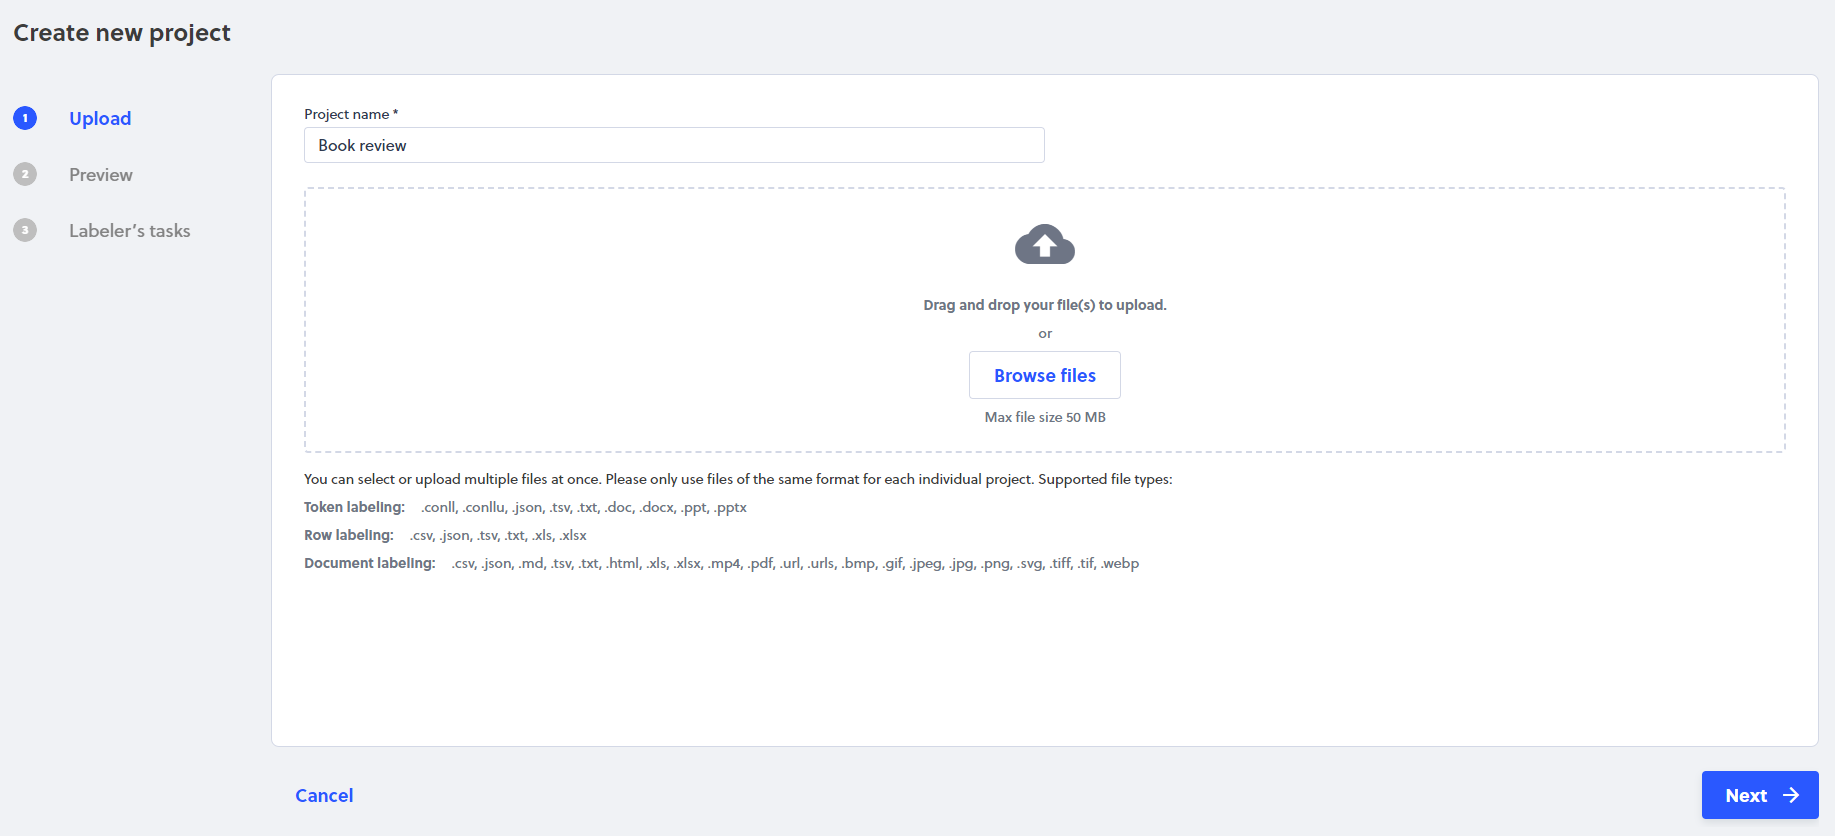 Create new project
1 Upload
2 Preview
3 Labeler’s tasks
Project name *
Book review
Drag and drop your file(s) to upload.
or
Browse files
Max file size 50 MB
You can select or upload multiple files at once. Please only use files of the same format for each individual project. Supported file types:
Token labeling: .conll, .conllu, .json, .tsv, .txt, .doc, .docx, .ppt, .pptx
Row labeling: .csv, .json, .tsv, .txt, .xls, .xlsx
Document labeling: .csv, .json, .md, .tsv, .txt, .html, .xls, .xlsx, .mp4, .pdf, .url, .urls, .bmp, .gif, .jpeg, .jpg, .png, .svg, .tiff, .tif, .webp
Cancel
Next